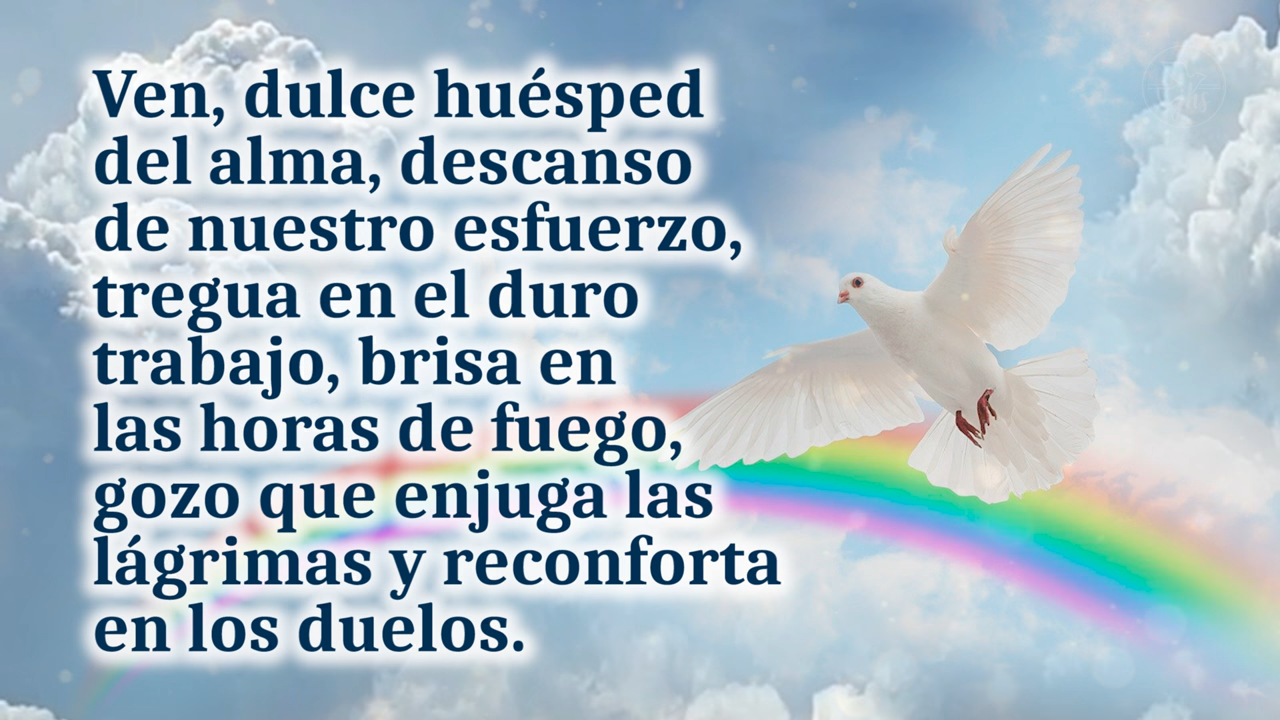 Ven, dulce huésped
del alma, descanso
de nuestro esfuerzo,
tregua en el duro
trabajo, brisa en
las horas de fuego,
gozo que enjuga las
lágrimas y reconforta
en los duelos.